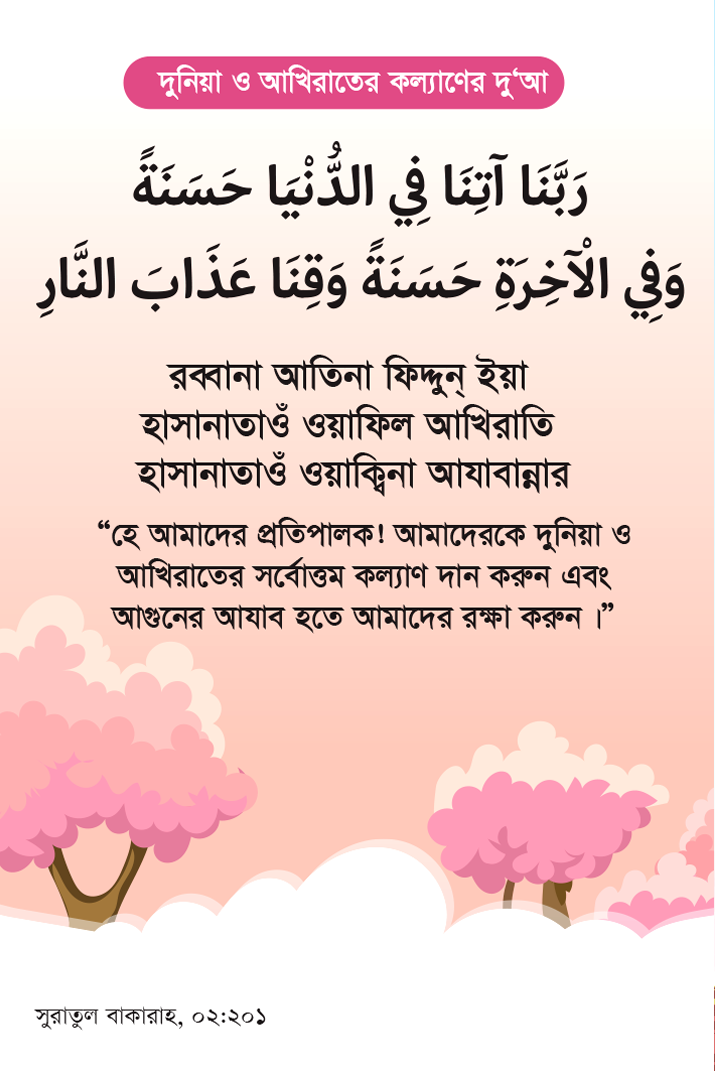 দুনিয়া ও আখিরাতের কল্যাণের দু‘আ
رَبَّنَا آتِنَا فِي الدُّنْيَا حَسَنَةً
وَفِي الْآخِرَةِ حَسَنَةً وَقِنَا عَذَابَ النَّارِ
রব্বানা আতিনা ফিদ্দুন্ ইয়া
হাসানাতাওঁ ওয়াফিল আখিরাতি
হাসানাতাওঁ ওয়াক্বিনা আযাবান্নার
“হে আমাদের প্রতিপালক! আমাদেরকে দুনিয়া ও
আখিরাতের সর্বোত্তম কল্যাণ দান করুন এবং
আগুনের আযাব হতে আমাদের রক্ষা করুন।”
সুরাতুল বাকারাহ, ০২:২০১